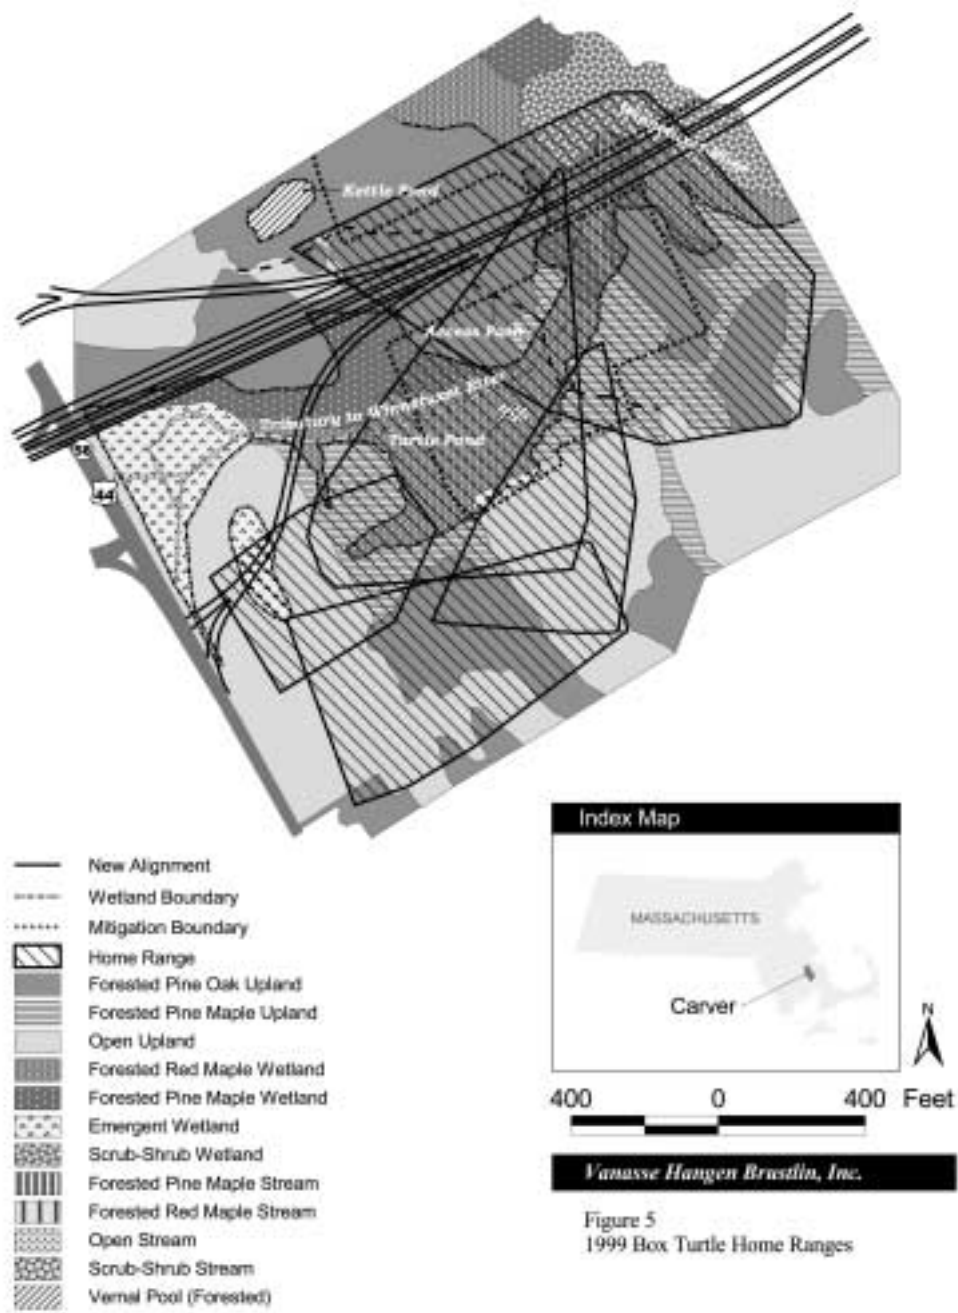 Kettle Pond
Access Path
Tributary to Winnetuxet River
Turtle Pond
58
44
New Alignment
Wetland Boundary
Mitigation Boundary
Home Range
Forested Pine Oak Upland
Forested Pine Maple Upland
Open Upland
Forested Red Maple Wetland
Forested Pine Maple Wetland
Emergent Wetland
Scrub-Shrub Wetland
Forested Pine Maple Stream
Forested Red Maple Stream
Open Stream
Scrub-Shrub Stream
Vernal Pool (Forested)
Index Map
MASSACHUSETTS
Carver
N
400 0 400 Feet
Vanasse Hangen Brustlin, Inc.
Figure 5
1999 Box Turtle Home Ranges